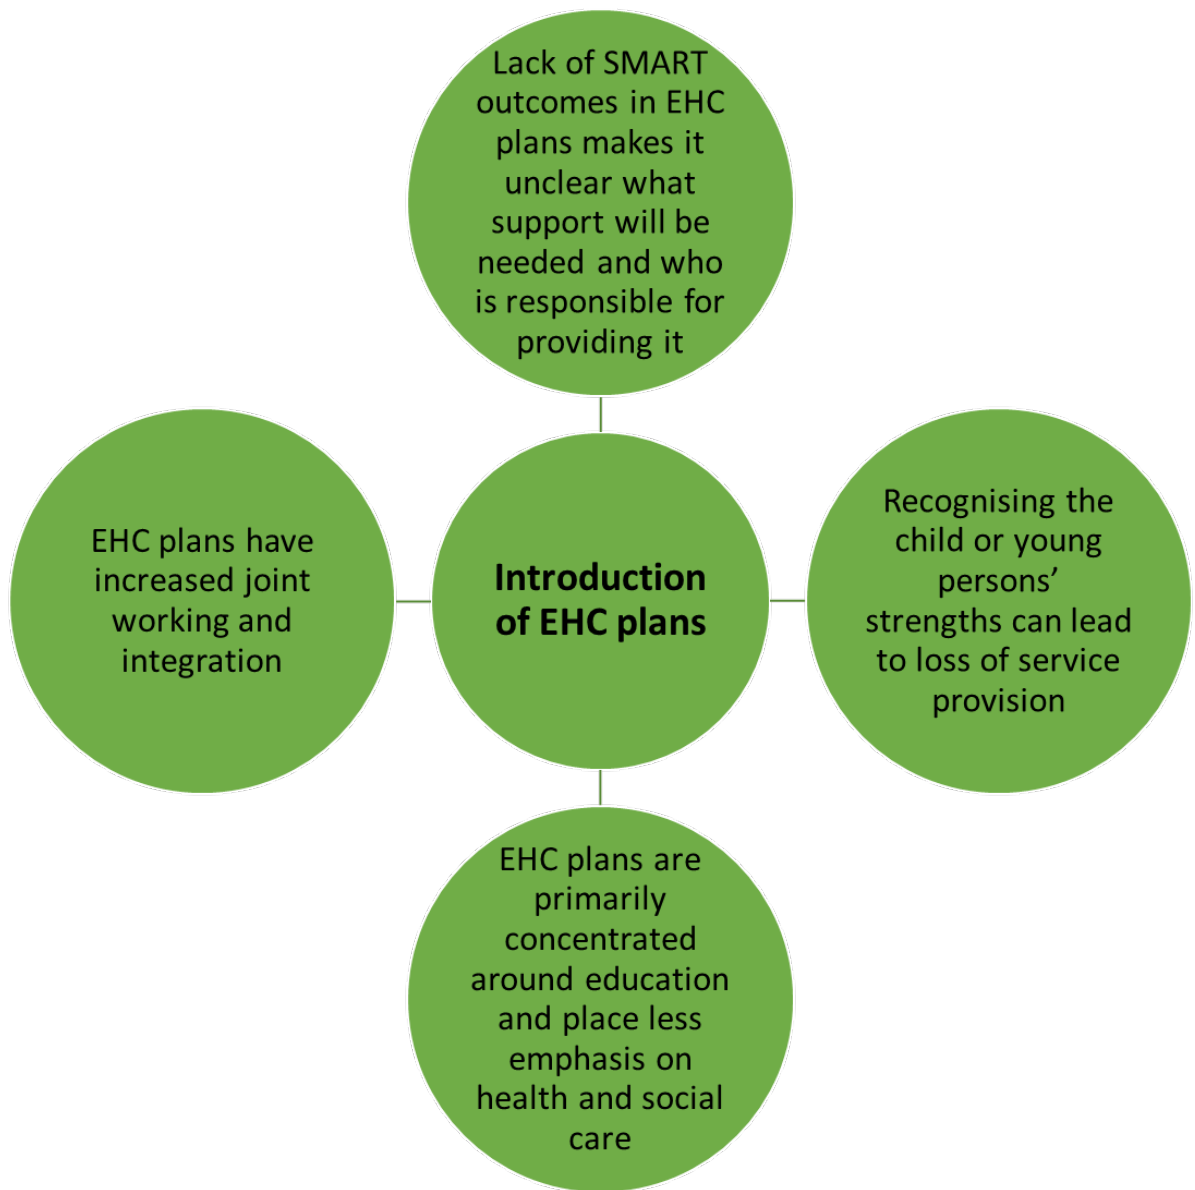 Lack of SMART
outcomes in EHC
plans makes it
unclear what
support will be
needed and who
is responsible for
providing it
EHC plans have
increased joint
working and
integration
Introduction
of EHC plans
Recognising the
child or young
persons’
strengths can lead
to loss of service
provision
EHC plans are
primarily
concentrated
around education
and place less
emphasis on
health and social
care